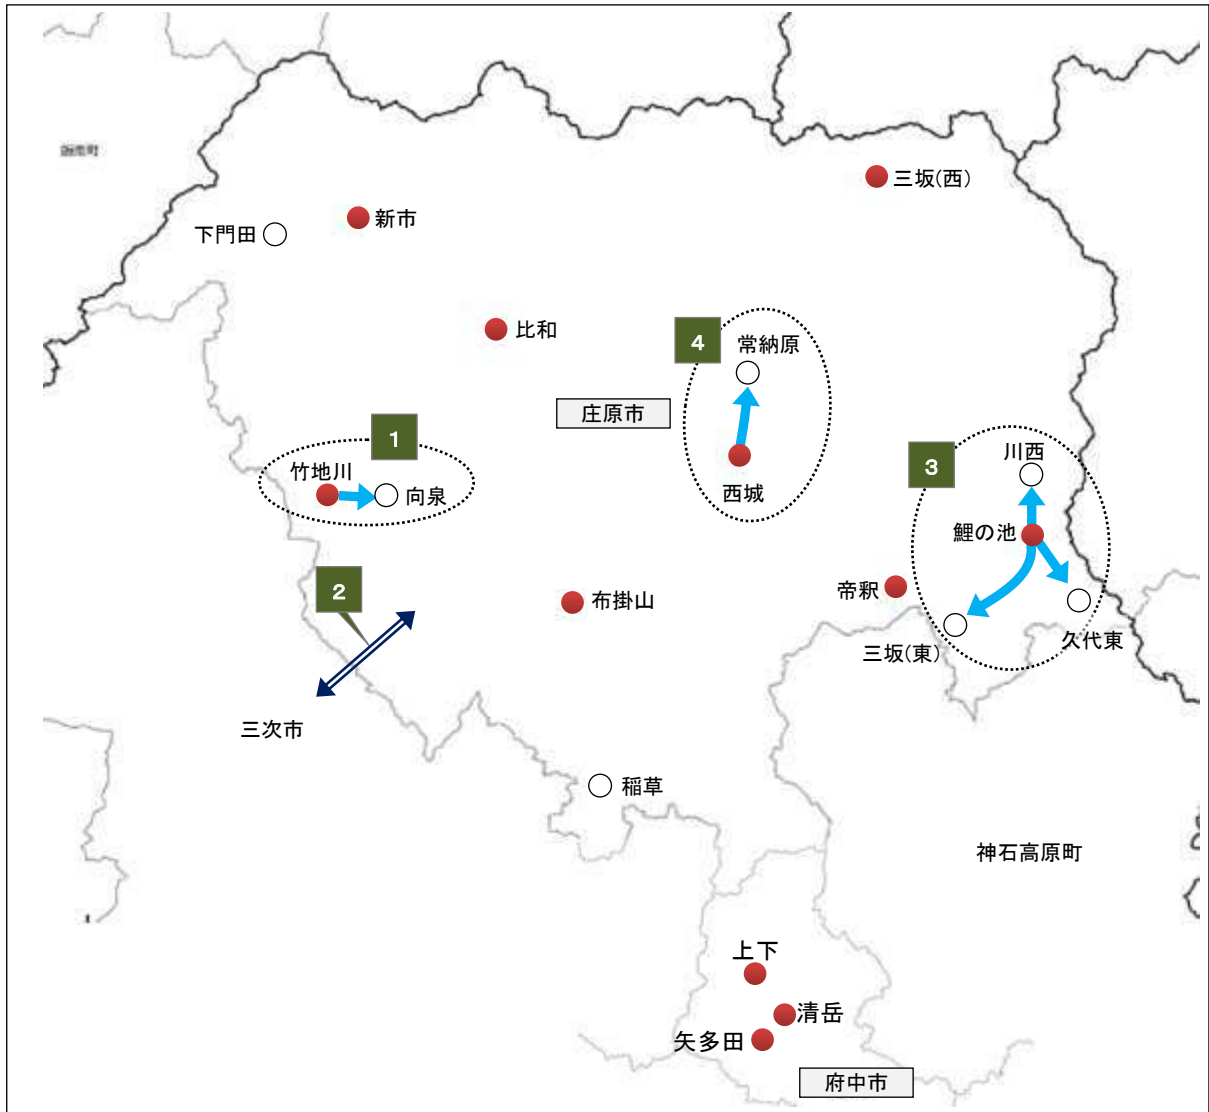 飯南町
三坂(西)
新市
下門田
比和
4
常納原
庄原市
1
川西
3
竹地川
向泉
西城
鯉の池
2
帝釈
布掛山
久代東
三坂(東)
三次市
稲草
神石高原町
上下
清岳
矢多田
府中市